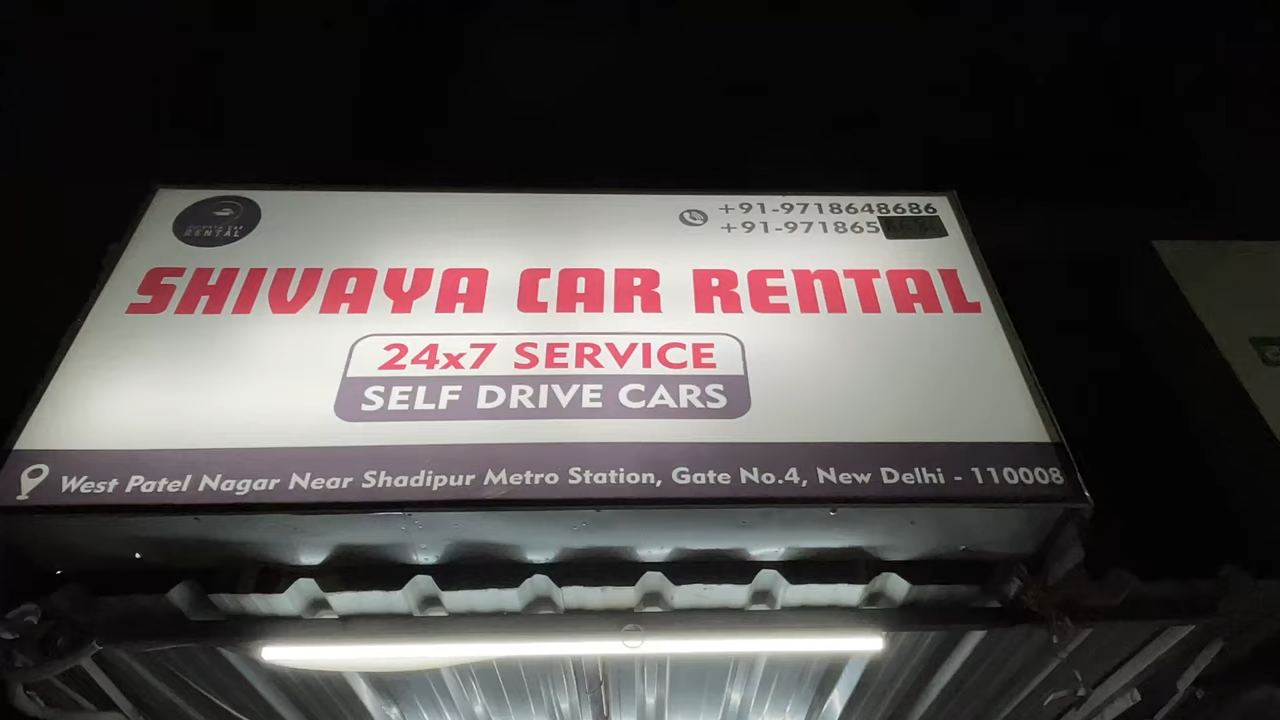 RENTAL
+91-9718648686
+91-971865
SHIVAYA CAR RENTAL
24x7 SERVICE
SELF DRIVE CARS
West Patel Nagar Near Shadipur Metro Station, Gate No.4, New Delhi - 110008